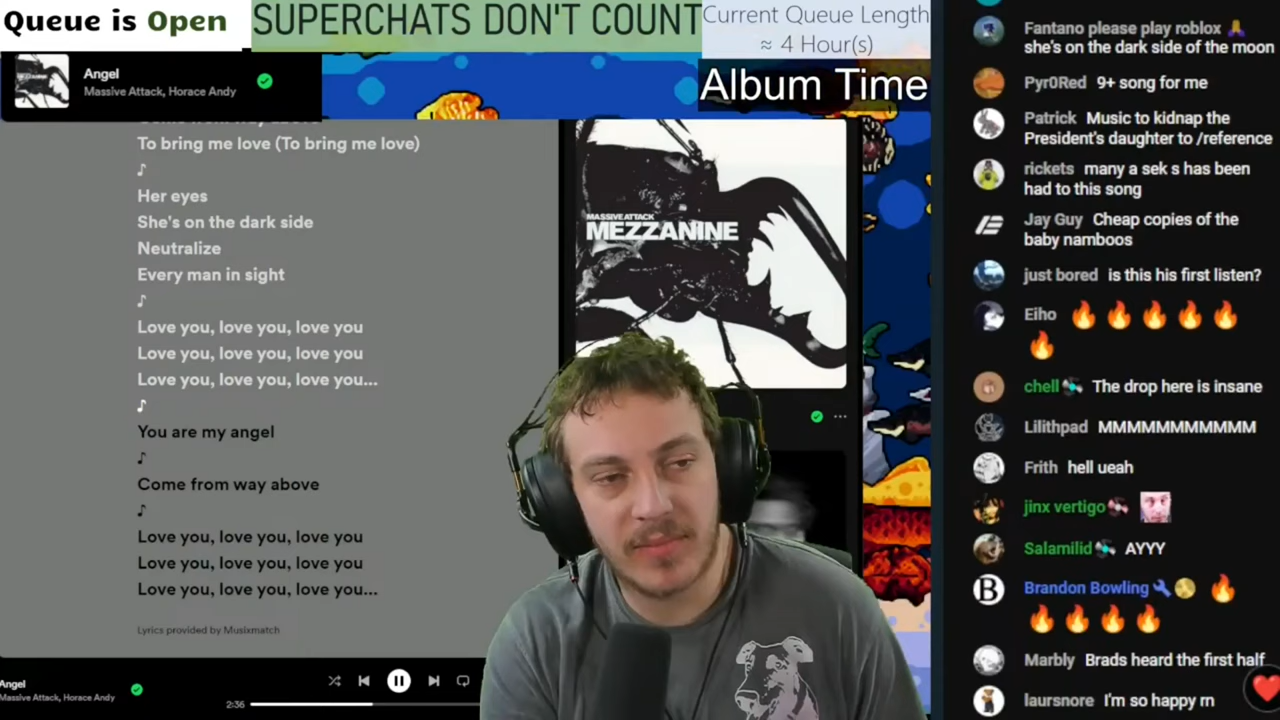 Queue is Open
SUPERCHATS DON'T COUNT
Current Queue Length
≈ 4 Hour(s)
Album Time
Angel
Massive Attack, Horace Andy
To bring me love (To bring me love)
♪
Her eyes
She's on the dark side
Neutralize
Every man in sight
♪
Love you, love you, love you
Love you, love you, love you
Love you, love you, love you...
♪
You are my angel
♪
Come from way above
♪
Love you, love you, love you
Love you, love you, love you
Love you, love you, love you...
Lyrics provided by Musixmatch
MASSIVE ATTACK
MEZZANINE
Angel
Massive Attack, Horace Andy
2:36
Fantano please play roblox 🙏
she's on the dark side of the moon
Pyr0Red 9+ song for me
Patrick Music to kidnap the
President's daughter to /reference
rickets many a sek s has been
had to this song
Jay Guy Cheap copies of the
baby namboos
just bored is this his first listen?
Eiho 🔥🔥🔥🔥🔥
🔥
chell The drop here is insane
Lilithpad MMMMMMMMMMM
Frith hell ueah
jinx vertigo
Salamilid AYYY
B
Brandon Bowling 🔥
🔥🔥🔥🔥
Marbly Brads heard the first half
laursnore I'm so happy rn